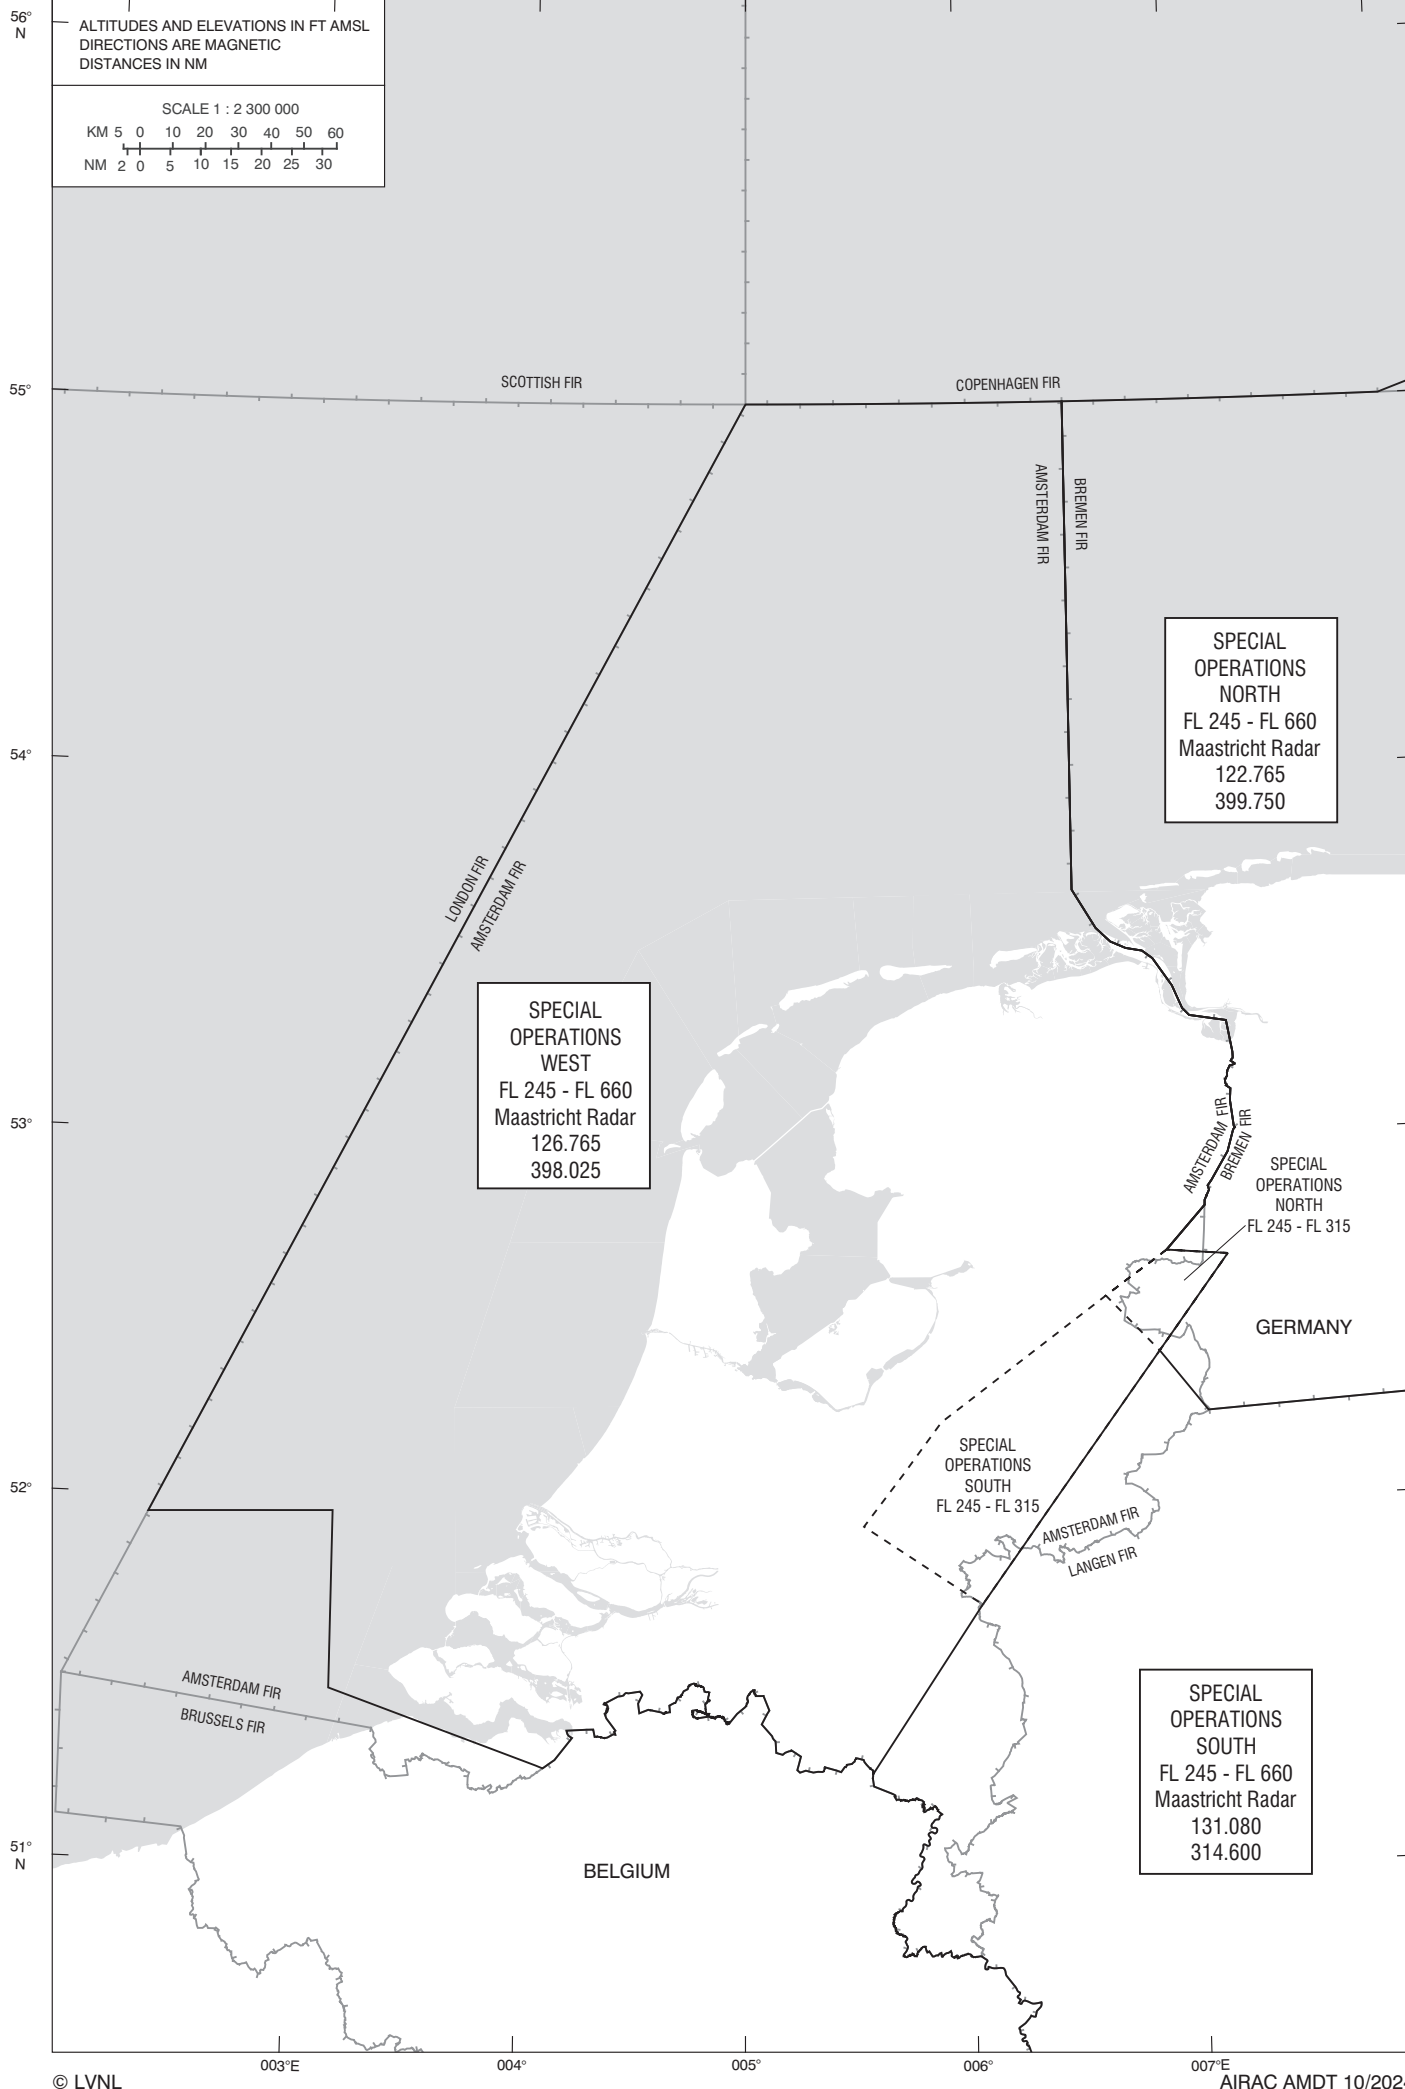 56°
N
ALTITUDES AND ELEVATIONS IN FT AMSL
DIRECTIONS ARE MAGNETIC
DISTANCES IN NM
SCALE 1 : 2 300 000
KM 5 0 10 20 30 40 50 60
NM 2 0 5 10 15 20 25 30
55°
SCOTTISH FIR
COPENHAGEN FIR
AMSTERDAM FIR
BREMEN FIR
SPECIAL
OPERATIONS
NORTH
FL 245 - FL 660
Maastricht Radar
122.765
399.750
54°
LONDON FIR
AMSTERDAM FIR
SPECIAL
OPERATIONS
WEST
FL 245 - FL 660
Maastricht Radar
126.765
398.025
53°
AMSTERDAM FIR
BREMEN FIR
SPECIAL
OPERATIONS
NORTH
FL 245 - FL 315
GERMANY
SPECIAL
OPERATIONS
SOUTH
FL 245 - FL 315
52°
AMSTERDAM FIR
LANGEN FIR
AMSTERDAM FIR
BRUSSELS FIR
SPECIAL
OPERATIONS
SOUTH
FL 245 - FL 660
Maastricht Radar
131.080
314.600
51°
N
BELGIUM
003°E
004°
005°
006°
007°E
© LVNL
AIRAC AMDT 10/2024